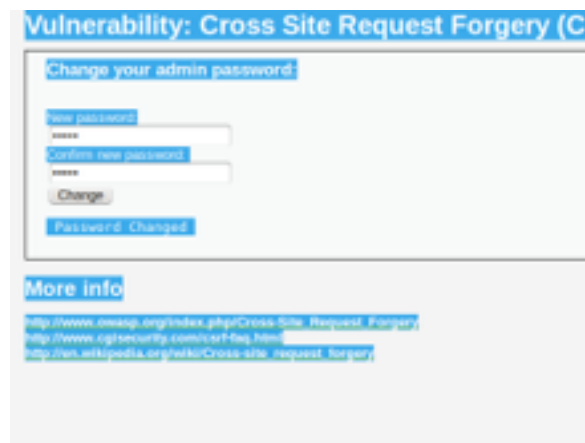 Vulnerability: Cross Site Request Forgery (C
Change your admin password:
New password:
•••••
Confirm new password:
•••••
Change
Password Changed
More info
http://www.owasp.org/index.php/Cross-Site_Request_Forgery
http://www.cgisecurity.com/csrf-faq.html
http://en.wikipedia.org/wiki/Cross-site_request_forgery